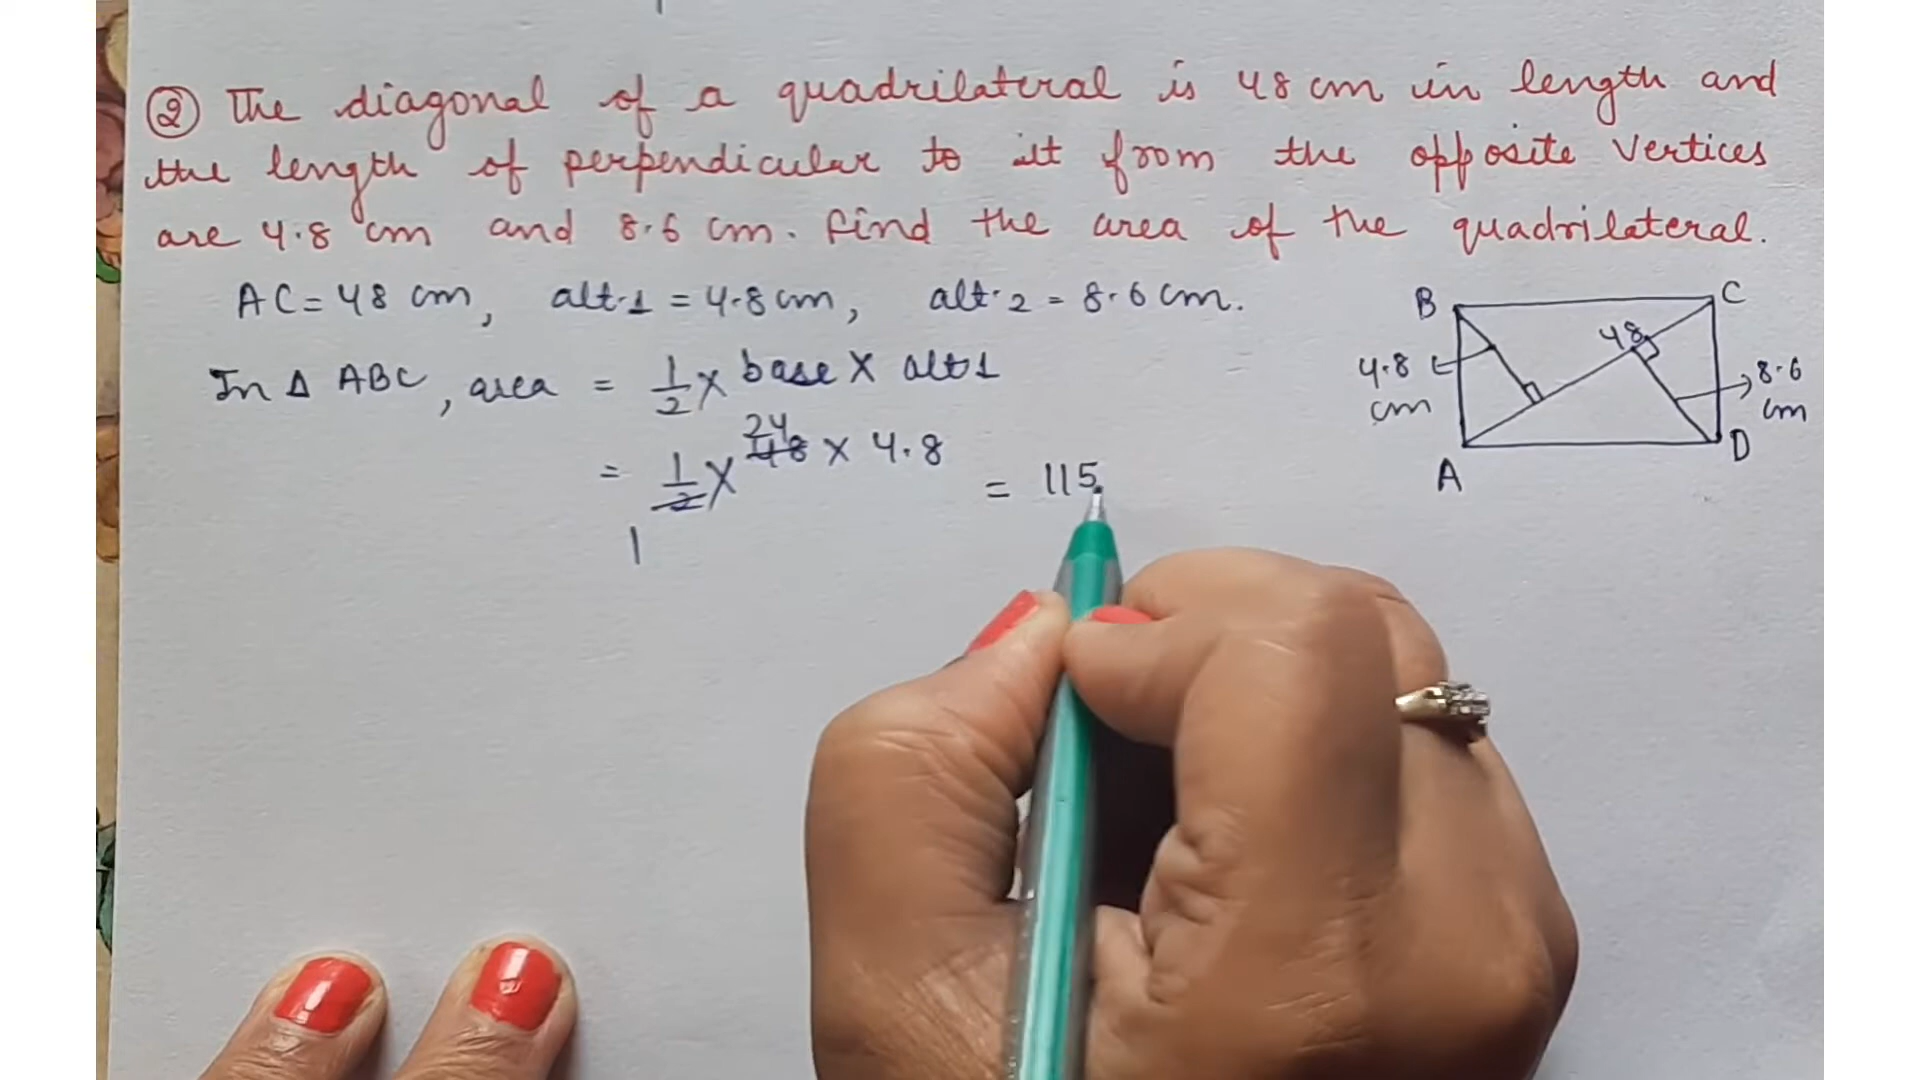 ② The diagonal of a quadrilateral is 48 cm in length and
the length of perpendicular to it from the opposite vertices
are 4.8 cm and 8.6 cm. find the area of the quadrilateral.
AC = 48 cm, alt.1 = 4.8 cm, alt.2 = 8.6 cm.
In Δ ABC, area = 1/2 × base × alt 1
24
= 1/2 × 48 × 4.8 = 115.
1
B C
48
4.8 cm
8.6 cm
A D